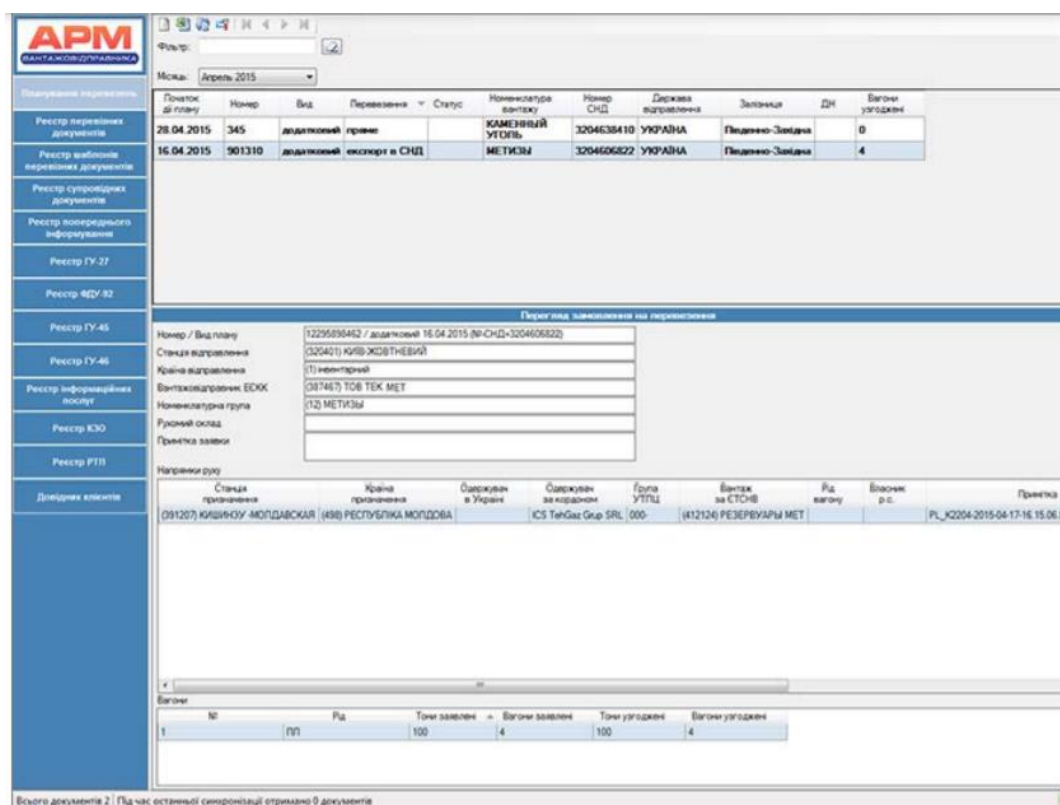 АРМ
ВАНТАЖОВІДПРАВНИКА
Фільтр:
Місяць: Апрель 2015
Планування перевезень
Реєстр перевізних документів
Реєстр шаблонів перевізних документів
Реєстр супровідних документів
Реєстр попереднього інформування
Реєстр ГУ-27
Реєстр ФДУ-92
Реєстр ГУ-45
Реєстр ГУ-46
Реєстр інформаційних послуг
Реєстр КЗО
Реєстр РТП
Довідник клієнтів
Початок дії плану Номер Вид Перевезення Статус Номенклатура вантажу Номер СНД Держава відправлення Залізниця ДН Вагони узгоджені
28.04.2015 345 додатковий пряме КАМЕННЫЙ УГОЛЬ 3204638410 УКРАЇНА Південно-Західна 0
16.04.2015 901310 додатковий експорт в СНД МЕТИЗЫ 3204606822 УКРАЇНА Південно-Західна 4
Перегляд замовлення на перевезення
Номер / Вид плану 12295898462 / додатковий 16.04.2015 (№СНД=3204606822)
Станція відправлення (320401) КИЇВ-ЖОВТНЕВИЙ
Країна відправлення (1) інвентарний
Вантажовідправник ЕСКК (387467) ТОВ ТЕК МЕТ
Номенклатурна група (12) МЕТИЗЫ
Рухомий склад
Примітка заявки
Напрямки руху
Станція призначення Країна призначення Одержувач в Україні Одержувач за кордоном Група УТПЦ Вантаж за ЄТСНВ Рід вагону Власник р.с. Примітка
(391207) КИШИНЭУ -МОЛДАВСКАЯ (498) РЕСПУБЛІКА МОЛДОВА ICS TehGaz Grup SRL 000- (412124) РЕЗЕРВУАРЫ МЕТ PL_K2204-2015-04-17-16.15.06.
Вагони
№ Рід Тони заявлені Вагони заявлені Тони узгоджені Вагони узгоджені
1 ПП 100 4 100 4
Всього документів 2 Під час останньої синхронізації отримано 0 документів